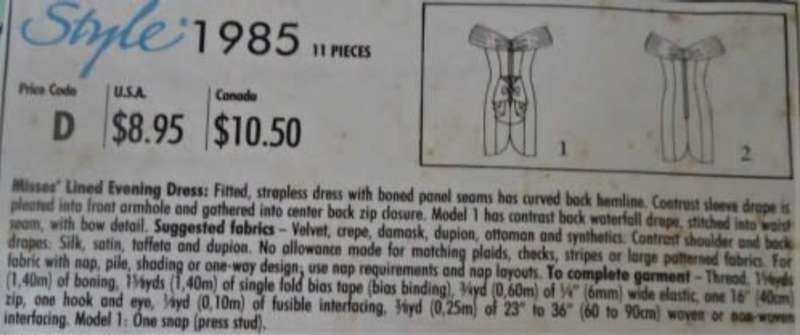 Style 1985 11 PIECES
Price Code U.S.A. Canada
D $8.95 $10.50
1 2
Misses' Lined Evening Dress: Fitted, strapless dress with boned panel seams has curved back hemline. Contrast sleeve drape is
pleated into front armhole and gathered into center back zip closure. Model 1 has contrast back waterfall drape, stitched into waist
seam, with bow detail. Suggested fabrics – Velvet, crepe, damask, dupion, ottoman and synthetics. Contrast shoulder and back
drapes: Silk, satin, taffeta and dupion. No allowance made for matching plaids, checks, stripes or large patterned fabrics. For
fabric with nap, pile, shading or one-way design, use nap requirements and nap layouts. To complete garment – Thread,
(1,40m) of boning, (1,40m) of single fold bias tape (bias binding), (0,60m) of ¼" (6mm) wide elastic, one 16" (40cm)
zip, one hook and eye, (0,10m) of fusible interfacing, (0,25m) of 23" to 36" (60 to 90cm) woven or non-woven
interfacing. Model 1: One snap (press stud).